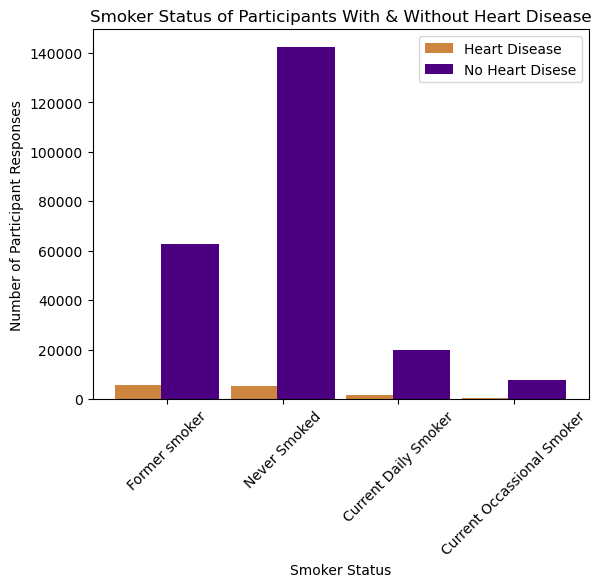 Smoker Status of Participants With & Without Heart Disease
Heart Disease
No Heart Disese
Number of Participant Responses
140000
120000
100000
80000
60000
40000
20000
0
Former smoker
Never Smoked
Current Daily Smoker
Current Occassional Smoker
Smoker Status